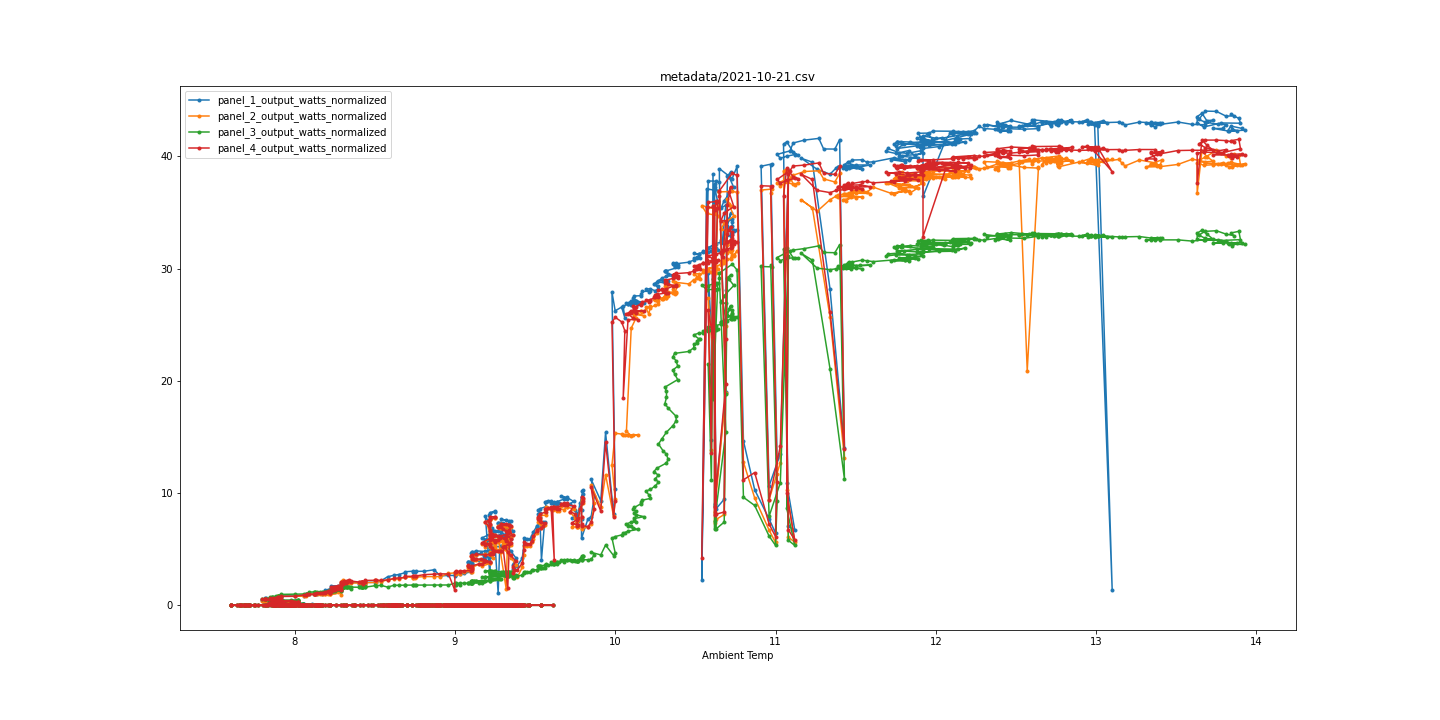 metadata/2021-10-21.csv
panel_1_output_watts_normalized
panel_2_output_watts_normalized
panel_3_output_watts_normalized
panel_4_output_watts_normalized
40
30
20
10
0
8 9 10 11 12 13 14
Ambient Temp